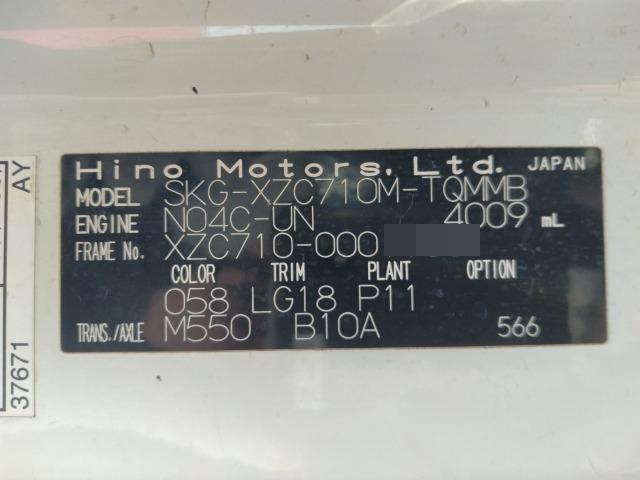 Hino Motors, Ltd. JAPAN
MODEL SKG-XZC710M-TQMMB
ENGINE N04C-UN 4009 mL
FRAME No. XZC710-000
COLOR TRIM PLANT OPTION
058 LG18 P11
TRANS./AXLE M550 B10A 566
AY
37671